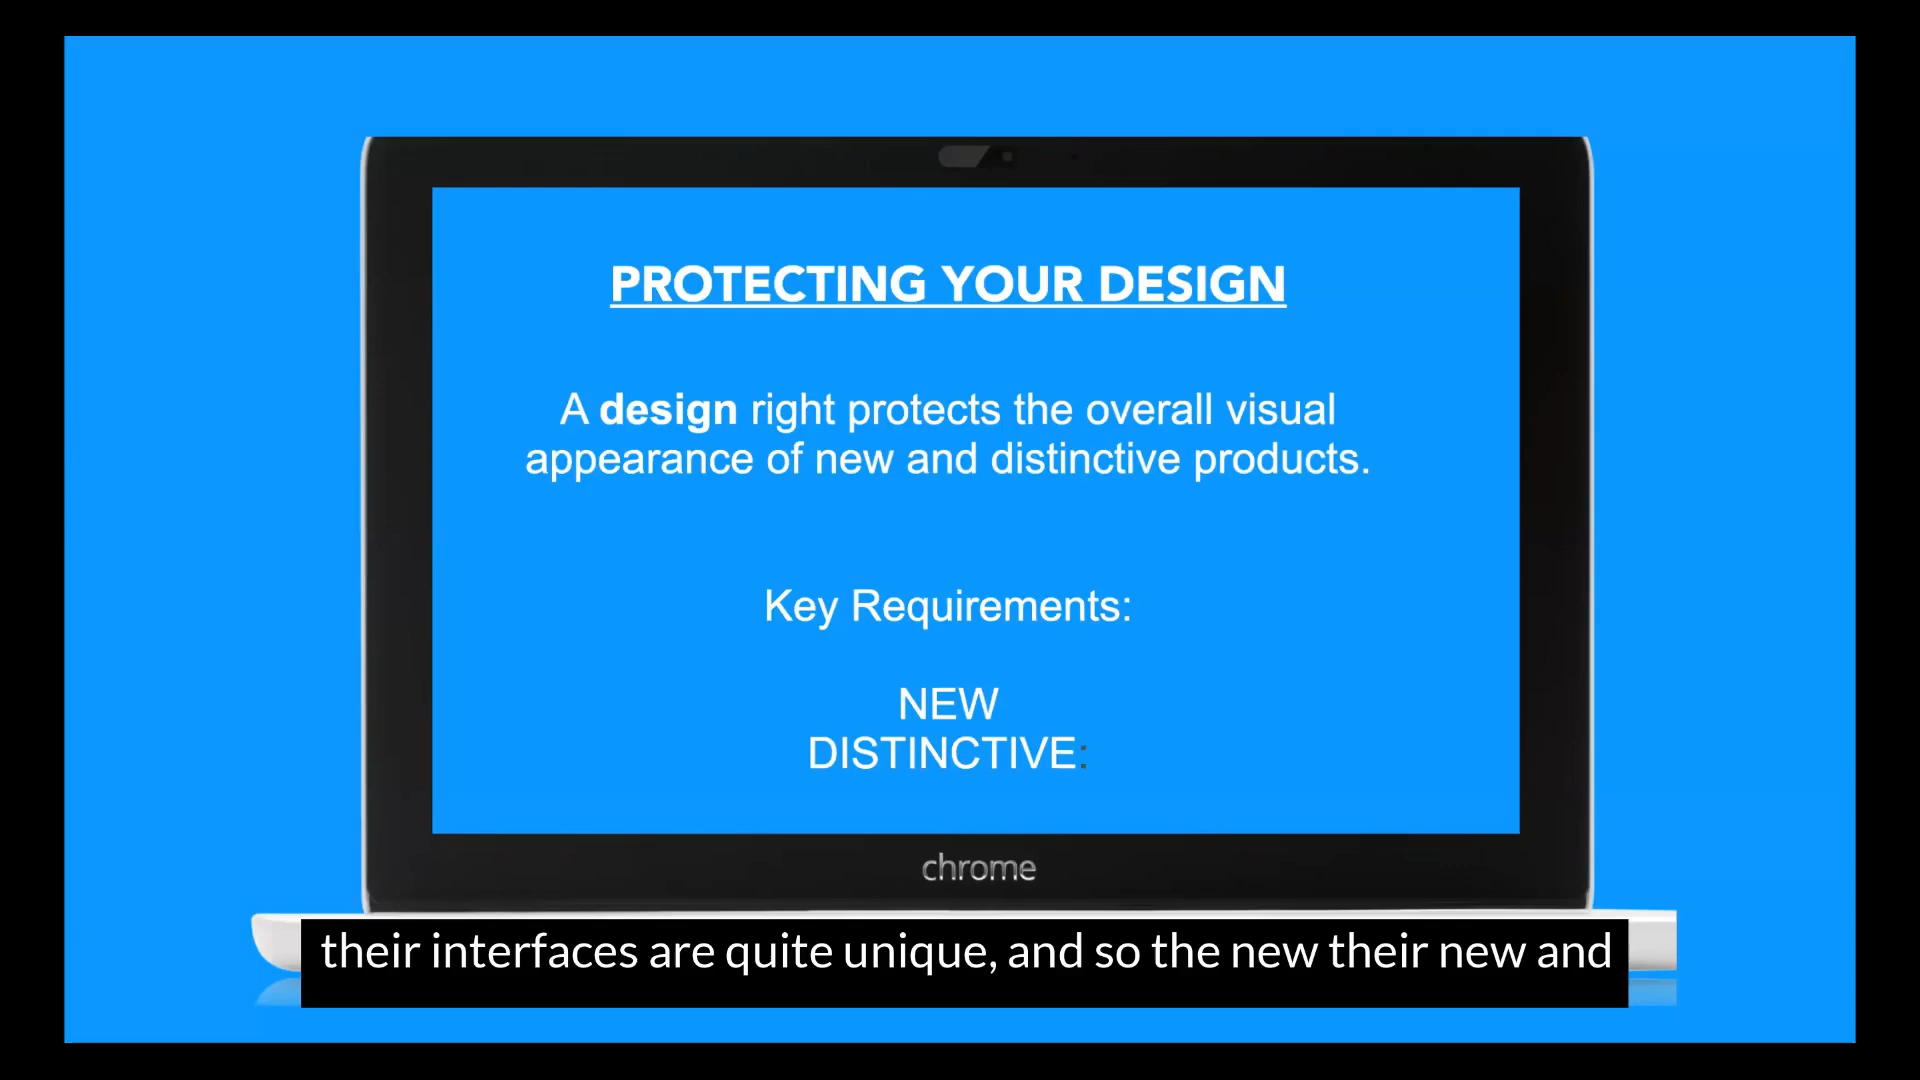 PROTECTING YOUR DESIGN
A design right protects the overall visual
appearance of new and distinctive products.
Key Requirements:
NEW
DISTINCTIVE:
chrome
their interfaces are quite unique, and so the new their new and